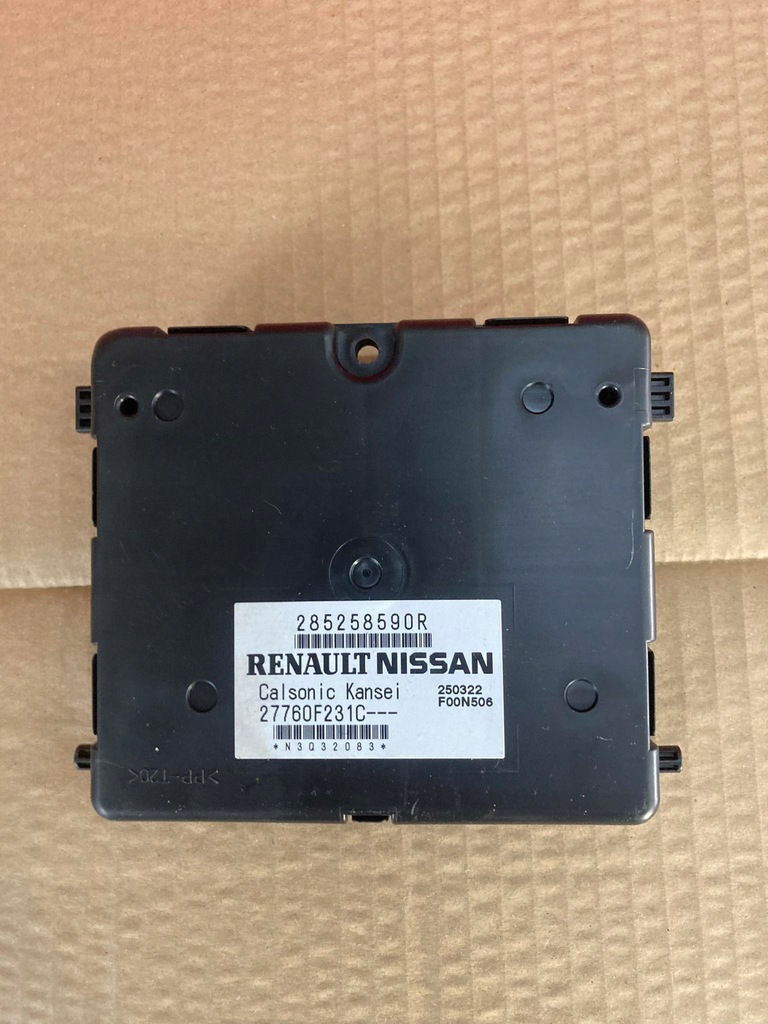 285258590R
RENAULT NISSAN
Calsonic Kansei
250322
27760F231C---
F00N506
*N3Q32083*
>PP-T20<